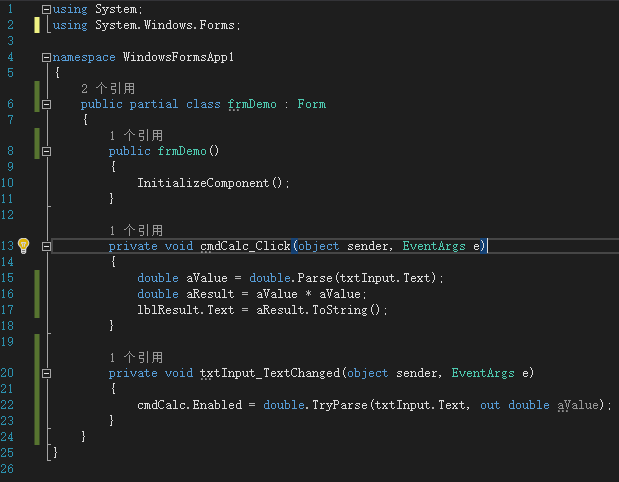 1 using System;
2 using System.Windows.Forms;
3
4 namespace WindowsFormsApp1
5 {
2 个引用
6 public partial class frmDemo : Form
7 {
1 个引用
8 public frmDemo()
9 {
10 InitializeComponent();
11 }
12
1 个引用
13 private void cmdCalc_Click(object sender, EventArgs e)
14 {
15 double aValue = double.Parse(txtInput.Text);
16 double aResult = aValue * aValue;
17 lblResult.Text = aResult.ToString();
18 }
19
1 个引用
20 private void txtInput_TextChanged(object sender, EventArgs e)
21 {
22 cmdCalc.Enabled = double.TryParse(txtInput.Text, out double aValue);
23 }
24 }
25 }
26